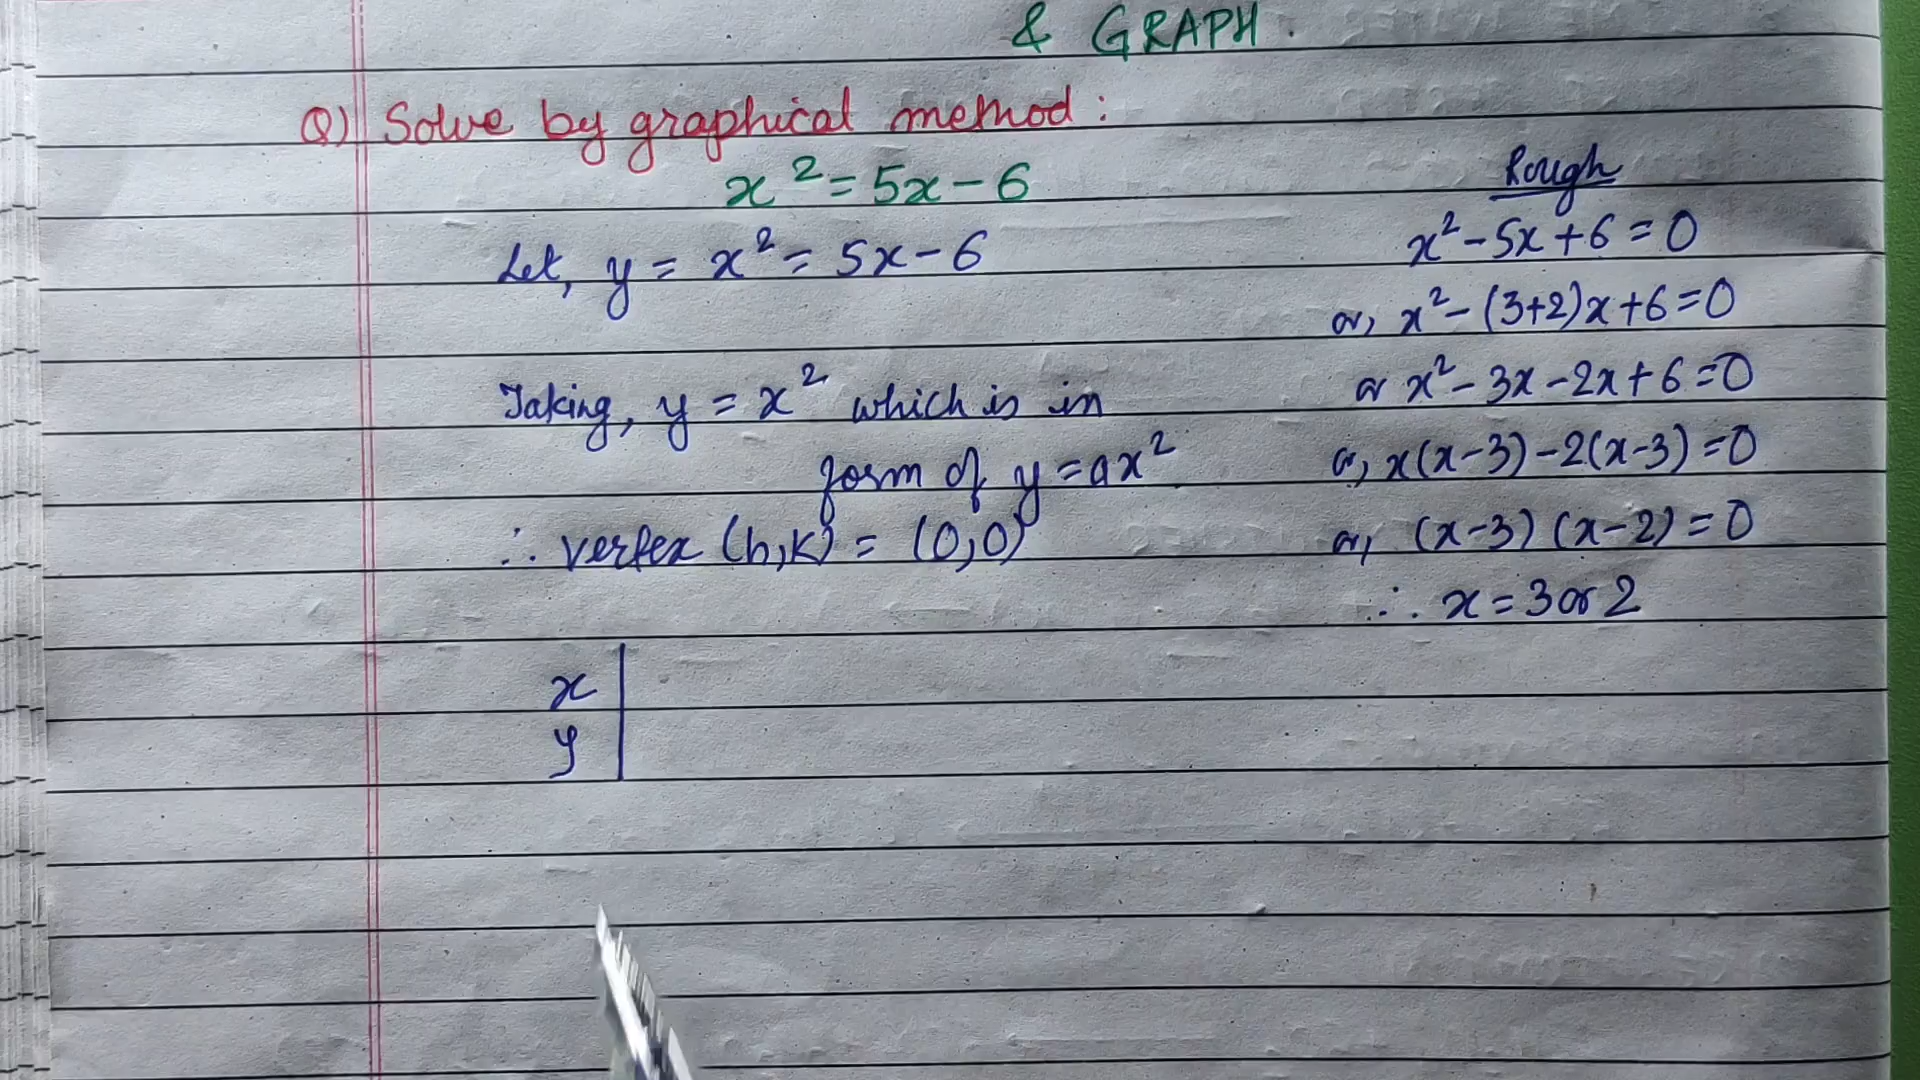 & GRAPH.
Q) Solve by graphical method:
x² = 5x - 6
Let, y = x² = 5x - 6
Taking, y = x² which is in
form of y = ax²
∴ vertex (h,k) = (0,0)
x
y
Rough
x² - 5x + 6 = 0
or, x² - (3+2)x + 6 = 0
or x² - 3x - 2x + 6 = 0
or, x(x-3) - 2(x-3) = 0
or, (x-3) (x-2) = 0
∴ x = 3 or 2